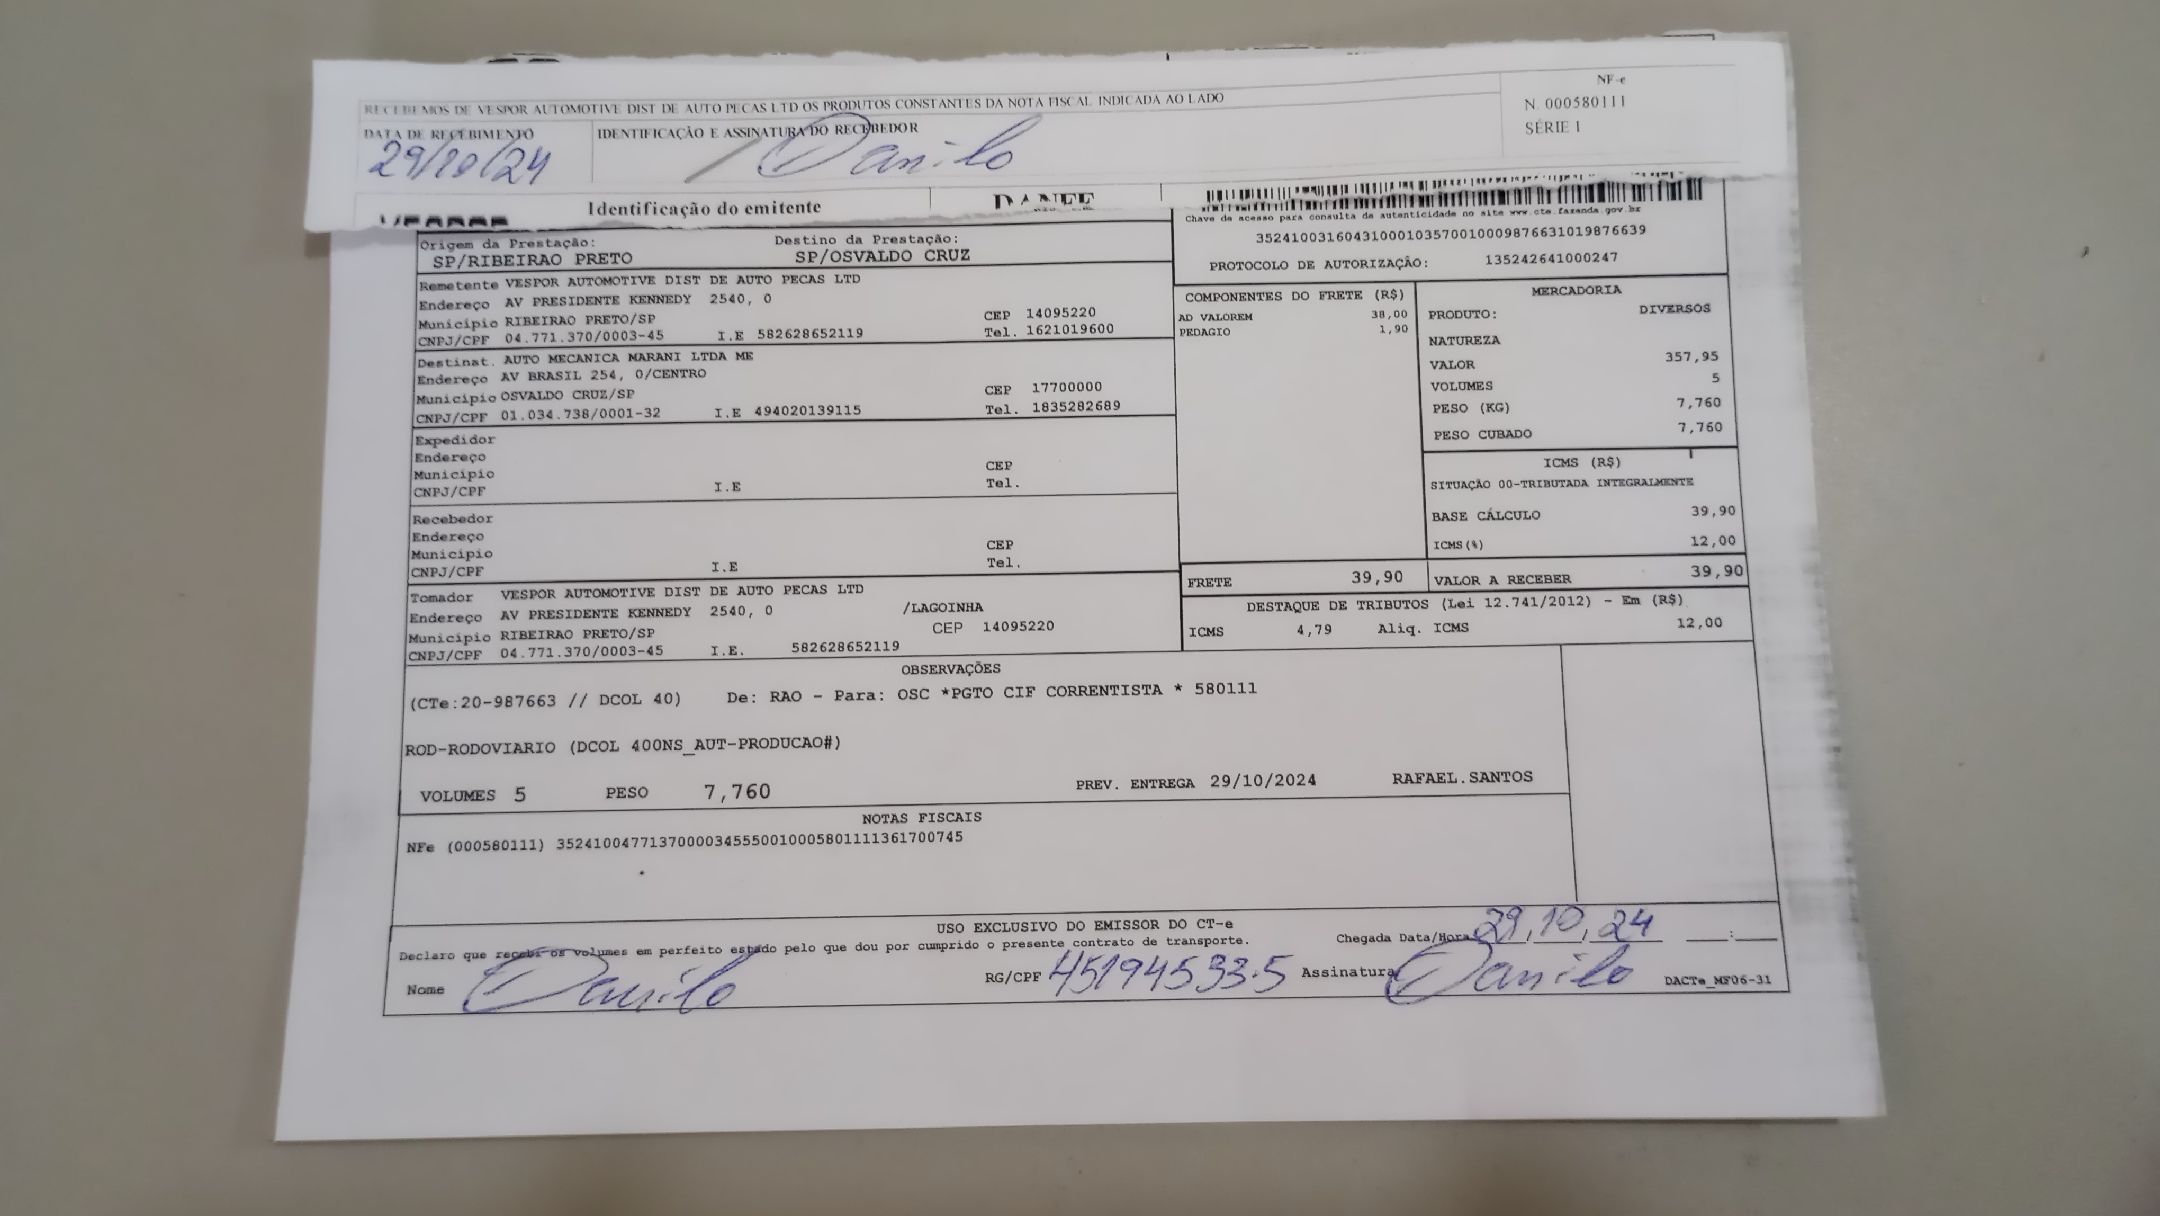 RECEBEMOS DE VESPOR AUTOMOTIVE DIST DE AUTO PECAS LTD OS PRODUTOS CONSTANTES DA NOTA FISCAL INDICADA AO LADO
NF-e
N. 000580111
SÉRIE 1
DATA DE RECEBIMENTO IDENTIFICAÇÃO E ASSINATURA DO RECEBEDOR
29/10/24 Danilo
Identificação do emitente DANFE
Chave de acesso para consulta de autenticidade no site www.cte.fazenda.gov.br
35241003160431000103570010009876631019876639
PROTOCOLO DE AUTORIZAÇÃO: 135242641000247
Origem da Prestação: Destino da Prestação:
SP/RIBEIRAO PRETO SP/OSVALDO CRUZ
Remetente VESPOR AUTOMOTIVE DIST DE AUTO PECAS LTD
Endereço AV PRESIDENTE KENNEDY 2540, 0
Município RIBEIRAO PRETO/SP CEP 14095220
CNPJ/CPF 04.771.370/0003-45 I.E 582628652119 Tel. 1621019600
Destinat. AUTO MECANICA MARANI LTDA ME
Endereço AV BRASIL 254, 0/CENTRO
Município OSVALDO CRUZ/SP CEP 17700000
CNPJ/CPF 01.034.738/0001-32 I.E 494020139115 Tel. 1835282689
Expedidor
Endereço
Município CEP
CNPJ/CPF I.E Tel.
Recebedor
Endereço
Município CEP
CNPJ/CPF I.E Tel.
Tomador VESPOR AUTOMOTIVE DIST DE AUTO PECAS LTD
Endereço AV PRESIDENTE KENNEDY 2540, 0 /LAGOINHA
Município RIBEIRAO PRETO/SP CEP 14095220
CNPJ/CPF 04.771.370/0003-45 I.E. 582628652119
COMPONENTES DO FRETE (R$)
AD VALOREM 38,00
PEDAGIO 1,90
MERCADORIA
PRODUTO: DIVERSOS
NATUREZA
VALOR 357,95
VOLUMES 5
PESO (KG) 7,760
PESO CUBADO 7,760
ICMS (R$)
SITUAÇÃO 00-TRIBUTADA INTEGRALMENTE
BASE CÁLCULO 39,90
ICMS(%) 12,00
FRETE 39,90 VALOR A RECEBER 39,90
DESTAQUE DE TRIBUTOS (Lei 12.741/2012) - Em (R$)
ICMS 4,79 Aliq. ICMS 12,00
OBSERVAÇÕES
(CTe:20-987663 // DCOL 40) De: RAO - Para: OSC *PGTO CIF CORRENTISTA * 580111
ROD-RODOVIARIO (DCOL 400NS_AUT-PRODUCAO#)
VOLUMES 5 PESO 7,760 PREV. ENTREGA 29/10/2024 RAFAEL.SANTOS
NOTAS FISCAIS
NFe (000580111) 35241004771370000345550010005801111361700745
USO EXCLUSIVO DO EMISSOR DO CT-e
Declaro que recebi os volumes em perfeito estado pelo que dou por cumprido o presente contrato de transporte. Chegada Data/Hora 29,10,24 :
Nome Danilo RG/CPF 45194533-5 Assinatura Danilo DACTe_MF06-31